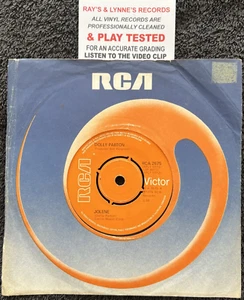 RAY'S & LYNNE'S RECORDS
ALL VINYL RECORDS ARE
PROFESSIONALLY CLEANED
& PLAY TESTED
FOR AN ACCURATE GRADING
LISTEN TO THE VIDEO CLIP
RCA
DOLLY PARTON
RCA
Victor
JOLENE